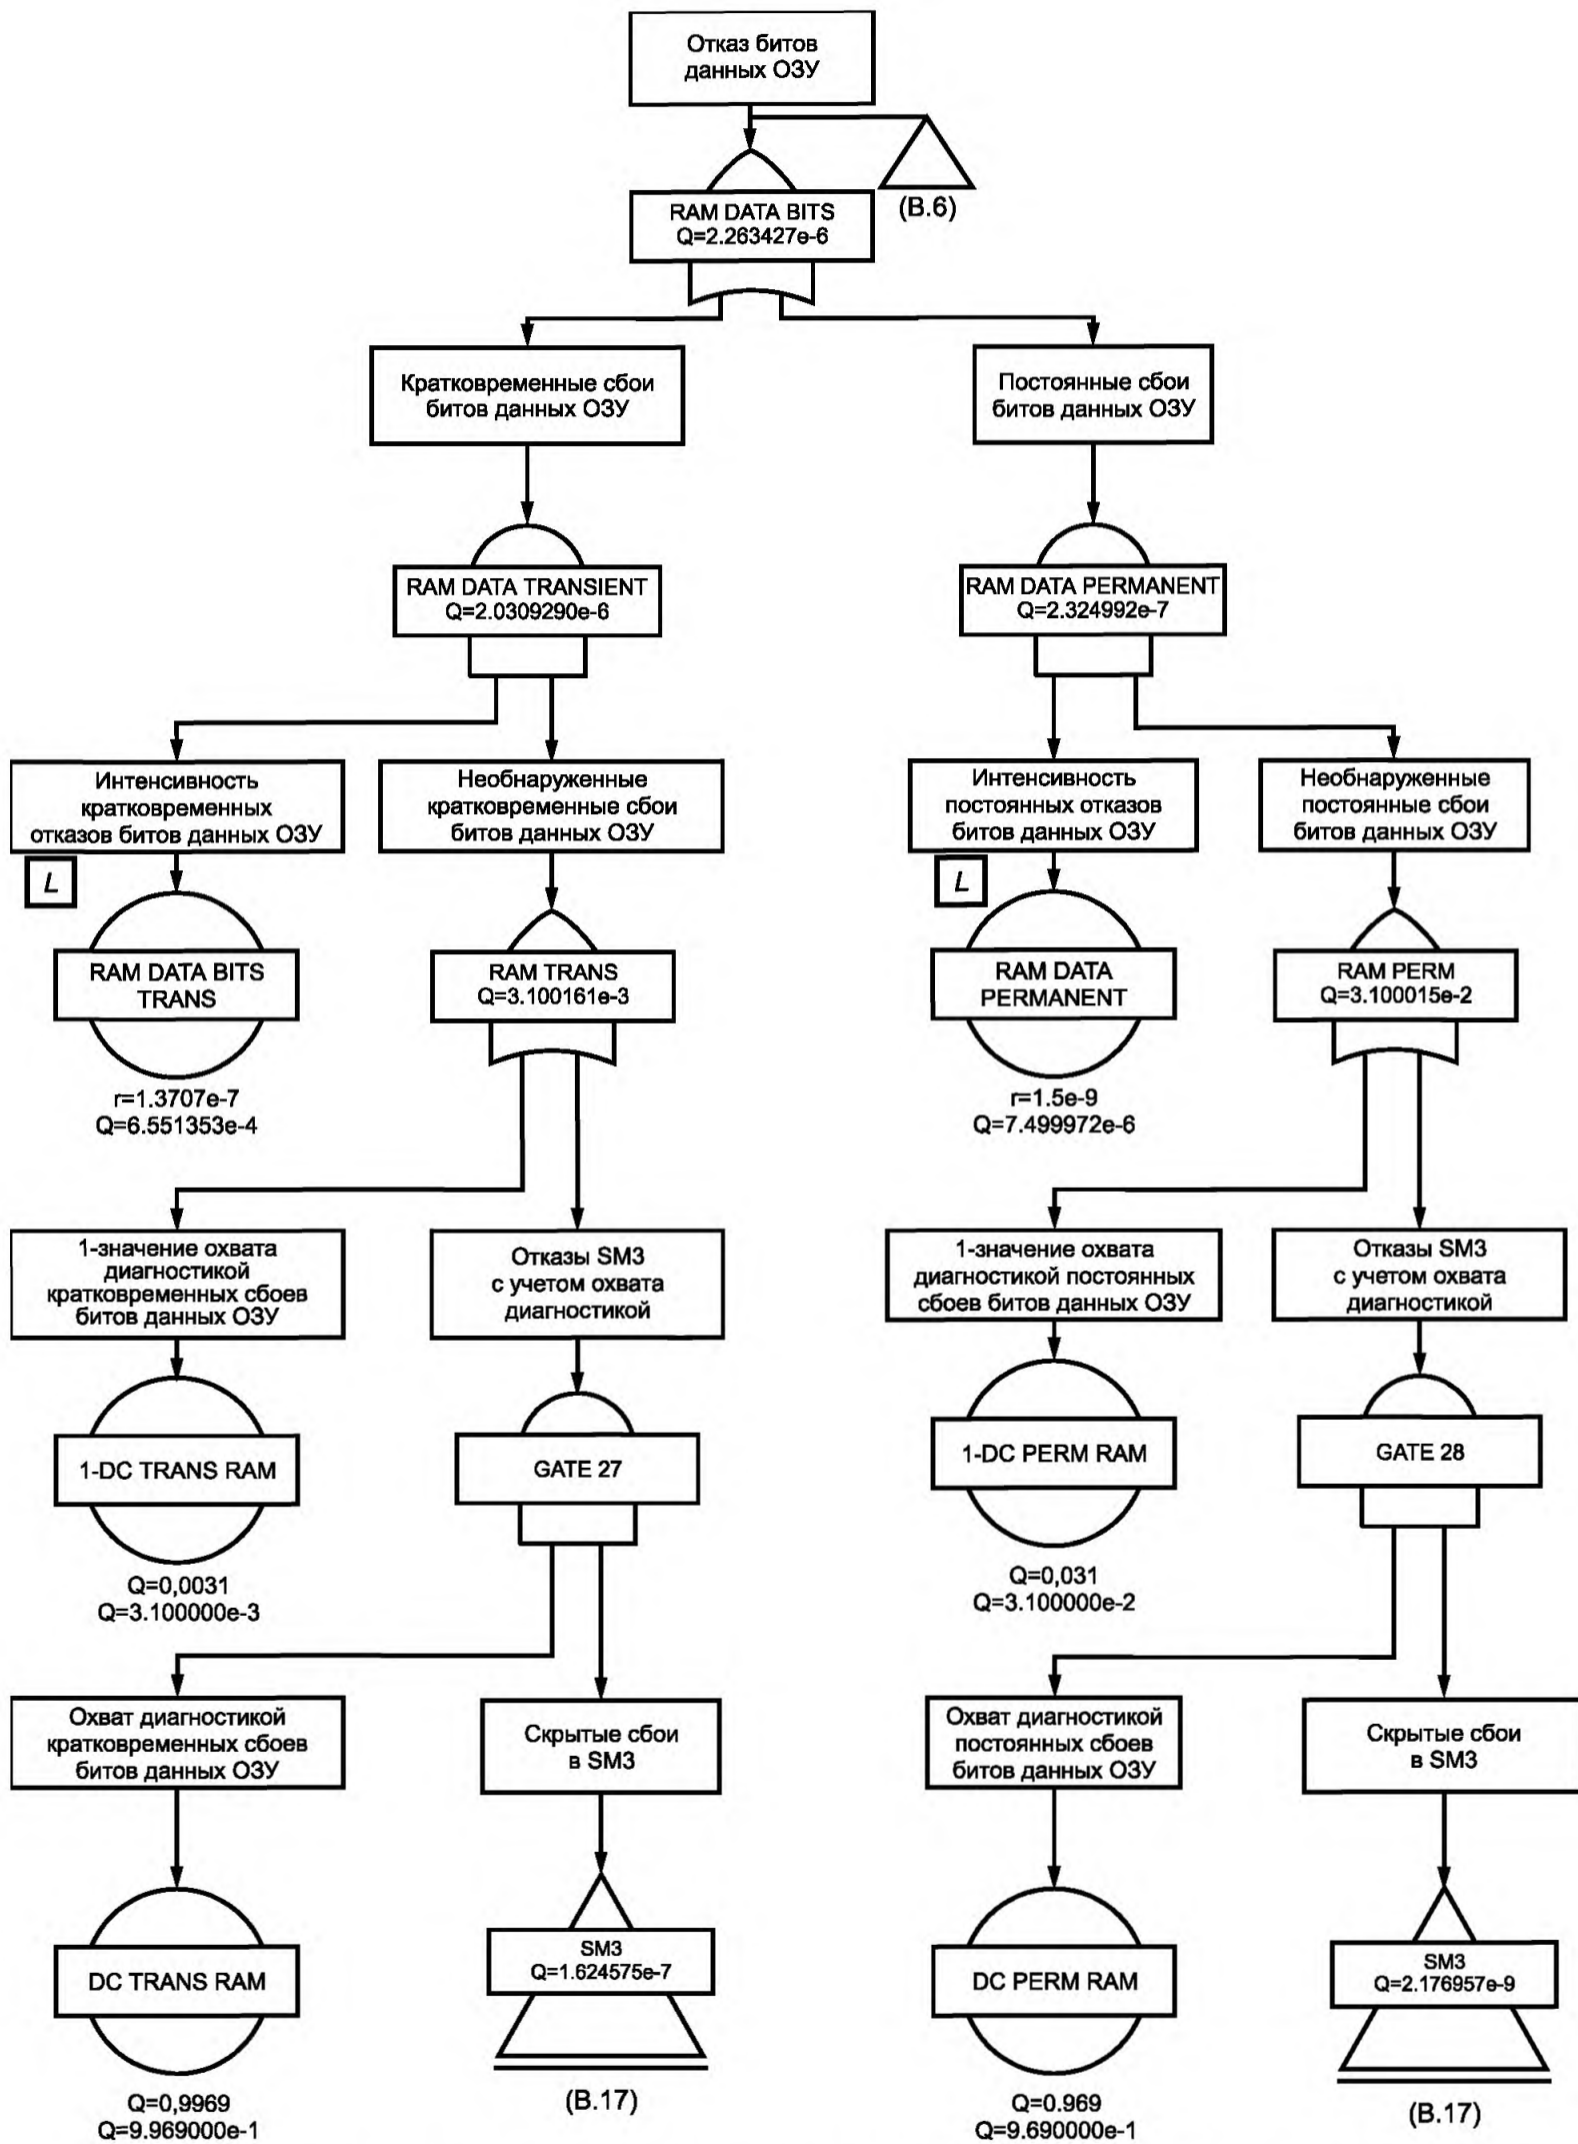 Отказ битов
данных ОЗУ
(В.6)
RAM DATA BITS
Q=2.263427e-6
Кратковременные сбои
битов данных ОЗУ
Постоянные сбои
битов данных ОЗУ
RAM DATA TRANSIENT
Q=2.0309290e-6
RAM DATA PERMANENT
Q=2.324992e-7
Интенсивность
кратковременных
отказов битов данных ОЗУ
Необнаруженные
кратковременные сбои
битов данных ОЗУ
Интенсивность
постоянных отказов
битов данных ОЗУ
Необнаруженные
постоянные сбои
битов данных ОЗУ
L
RAM DATA BITS
TRANS
r=1.3707e-7
Q=6.551353e-4
RAM TRANS
Q=3.100161e-3
L
RAM DATA
PERMANENT
r=1.5e-9
Q=7.499972e-6
RAM PERM
Q=3.100015e-2
1-значение охвата
диагностикой
кратковременных сбоев
битов данных ОЗУ
Отказы SM3
с учетом охвата
диагностикой
1-значение охвата
диагностикой постоянных
сбоев битов данных ОЗУ
Отказы SM3
с учетом охвата
диагностикой
1-DC TRANS RAM
Q=0,0031
Q=3.100000e-3
GATE 27
1-DC PERM RAM
Q=0,031
Q=3.100000e-2
GATE 28
Охват диагностикой
кратковременных сбоев
битов данных ОЗУ
Скрытые сбои
в SM3
Охват диагностикой
постоянных сбоев
битов данных ОЗУ
Скрытые сбои
в SM3
DC TRANS RAM
Q=0,9969
Q=9.969000e-1
SM3
Q=1.624575e-7
(В.17)
DC PERM RAM
Q=0.969
Q=9.690000e-1
SM3
Q=2.176957e-9
(В.17)